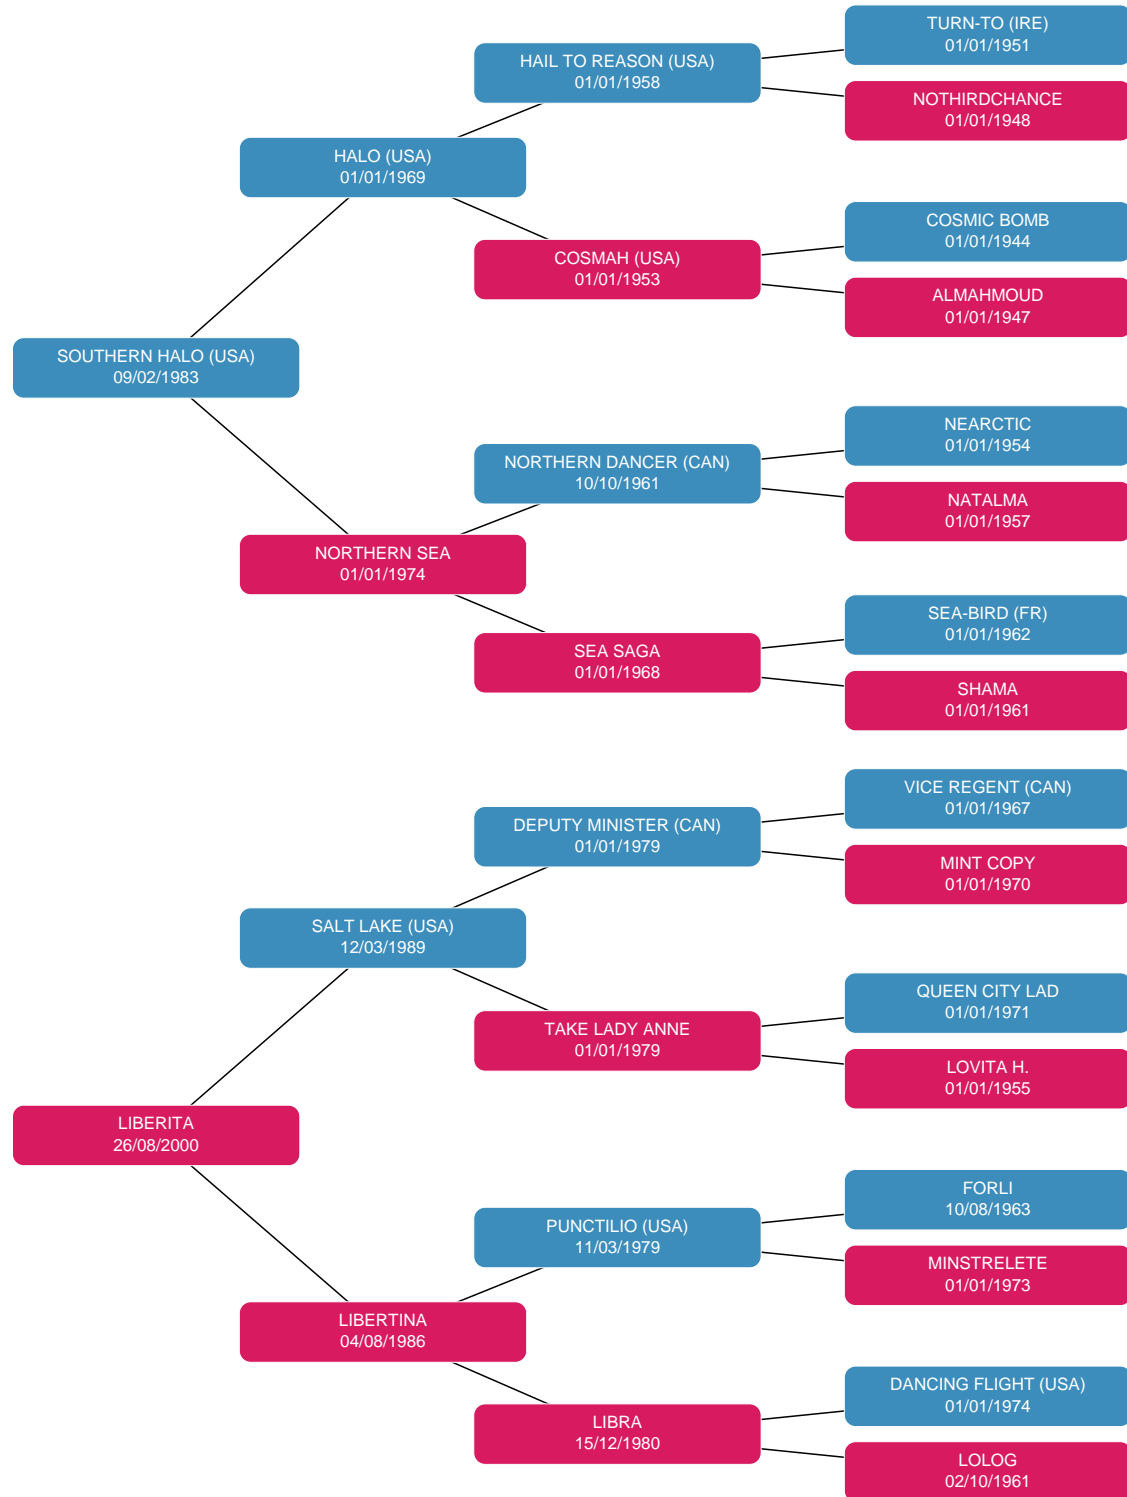 TURN-TO (IRE)
01/01/1951
HAIL TO REASON (USA)
01/01/1958
NOTHIRDCHANCE
01/01/1948
HALO (USA)
01/01/1969
COSMIC BOMB
01/01/1944
COSMAH (USA)
01/01/1953
ALMAHMOUD
01/01/1947
SOUTHERN HALO (USA)
09/02/1983
NEARCTIC
01/01/1954
NORTHERN DANCER (CAN)
10/10/1961
NATALMA
01/01/1957
NORTHERN SEA
01/01/1974
SEA-BIRD (FR)
01/01/1962
SEA SAGA
01/01/1968
SHAMA
01/01/1961
VICE REGENT (CAN)
01/01/1967
DEPUTY MINISTER (CAN)
01/01/1979
MINT COPY
01/01/1970
SALT LAKE (USA)
12/03/1989
QUEEN CITY LAD
01/01/1971
TAKE LADY ANNE
01/01/1979
LOVITA H.
01/01/1955
LIBERITA
26/08/2000
FORLI
10/08/1963
PUNCTILIO (USA)
11/03/1979
MINSTRELETE
01/01/1973
LIBERTINA
04/08/1986
DANCING FLIGHT (USA)
01/01/1974
LIBRA
15/12/1980
LOLOG
02/10/1961